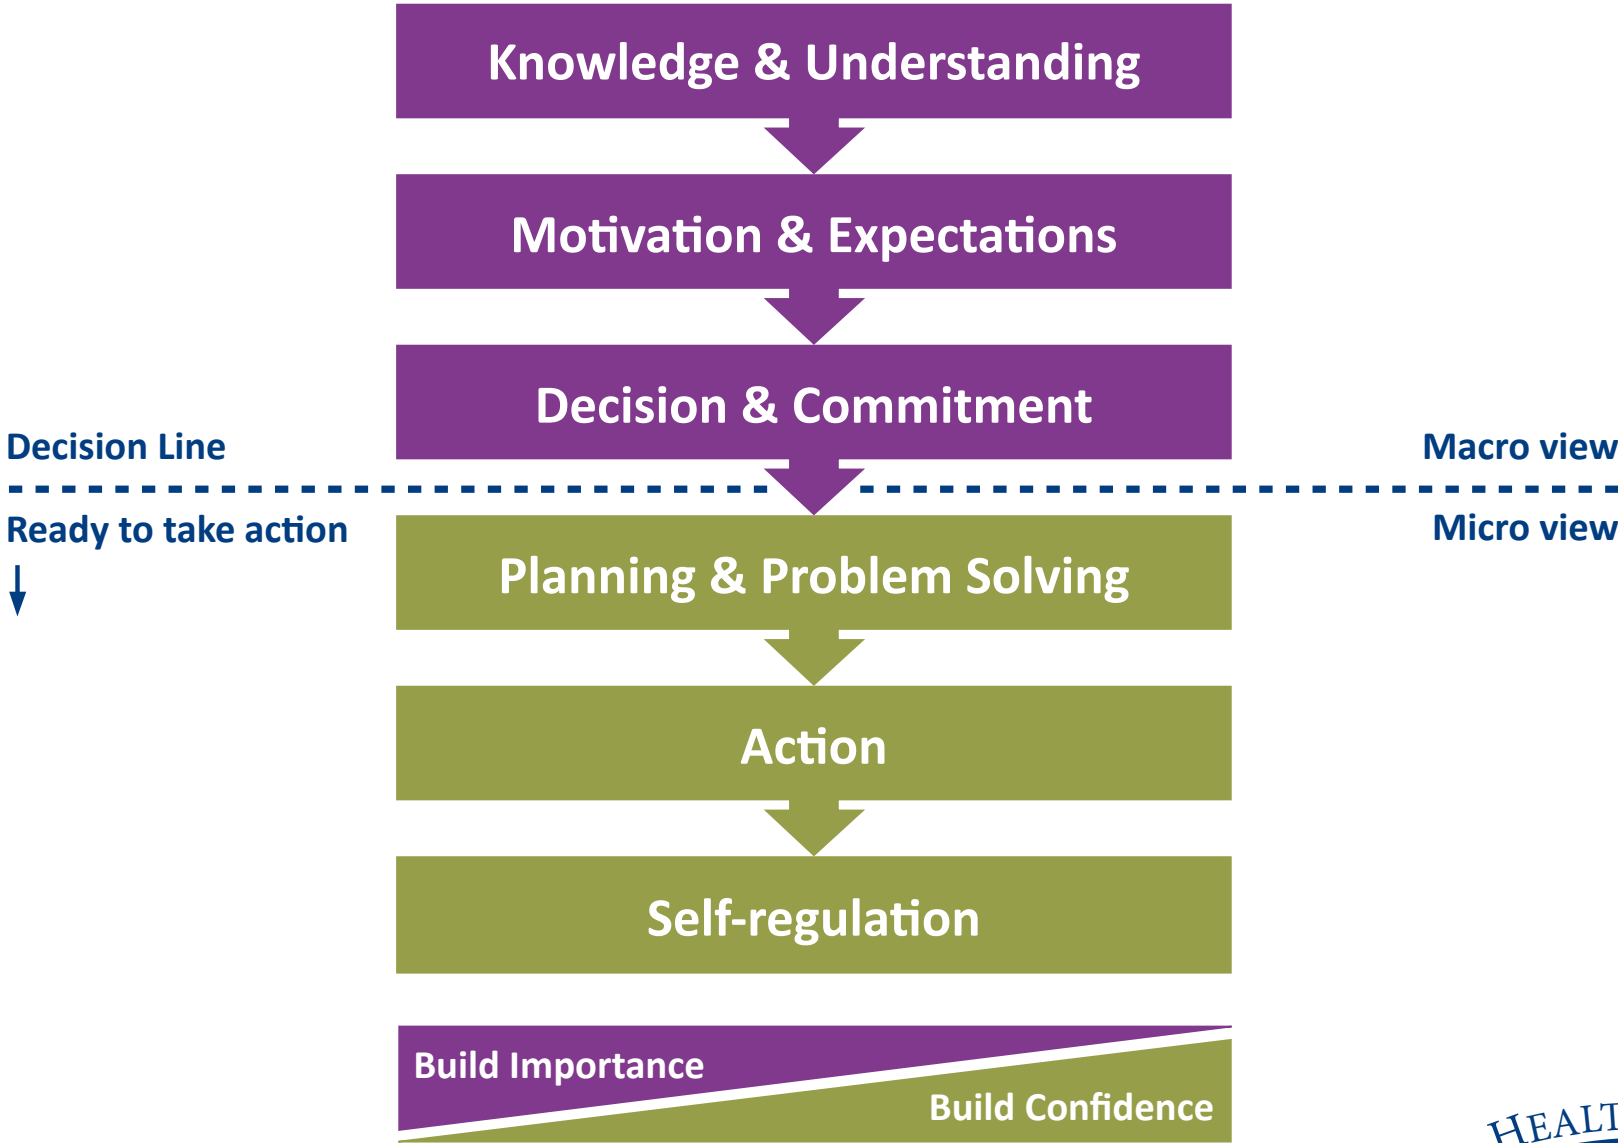 Knowledge & Understanding
Motivation & Expectations
Decision & Commitment
Decision Line
Macro view
Ready to take action
Micro view
Planning & Problem Solving
Action
Self-regulation
Build Importance
Build Confidence